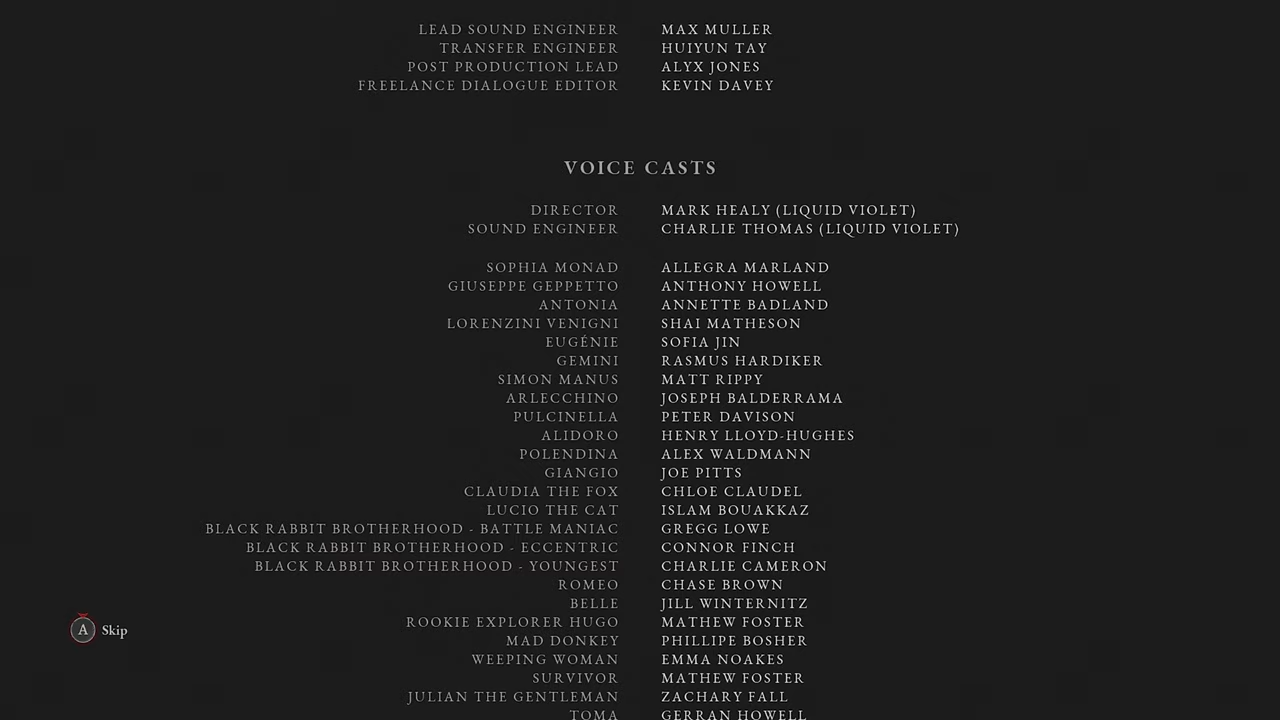 LEAD SOUND ENGINEER MAX MULLER
TRANSFER ENGINEER HUIYUN TAY
POST PRODUCTION LEAD ALYX JONES
FREELANCE DIALOGUE EDITOR KEVIN DAVEY
VOICE CASTS
DIRECTOR MARK HEALY (LIQUID VIOLET)
SOUND ENGINEER CHARLIE THOMAS (LIQUID VIOLET)
SOPHIA MONAD ALLEGRA MARLAND
GIUSEPPE GEPPETTO ANTHONY HOWELL
ANTONIA ANNETTE BADLAND
LORENZINI VENIGNI SHAI MATHESON
EUGÉNIE SOFIA JIN
GEMINI RASMUS HARDIKER
SIMON MANUS MATT RIPPY
ARLECCHINO JOSEPH BALDERRAMA
PULCINELLA PETER DAVISON
ALIDORO HENRY LLOYD-HUGHES
POLENDINA ALEX WALDMANN
GIANGIO JOE PITTS
CLAUDIA THE FOX CHLOE CLAUDEL
LUCIO THE CAT ISLAM BOUAKKAZ
BLACK RABBIT BROTHERHOOD - BATTLE MANIAC GREGG LOWE
BLACK RABBIT BROTHERHOOD - ECCENTRIC CONNOR FINCH
BLACK RABBIT BROTHERHOOD - YOUNGEST CHARLIE CAMERON
ROMEO CHASE BROWN
BELLE JILL WINTERNITZ
ROOKIE EXPLORER HUGO MATHEW FOSTER
A Skip
MAD DONKEY PHILLIPE BOSHER
WEEPING WOMAN EMMA NOAKES
SURVIVOR MATHEW FOSTER
JULIAN THE GENTLEMAN ZACHARY FALL
TOMA GERRAN HOWELL